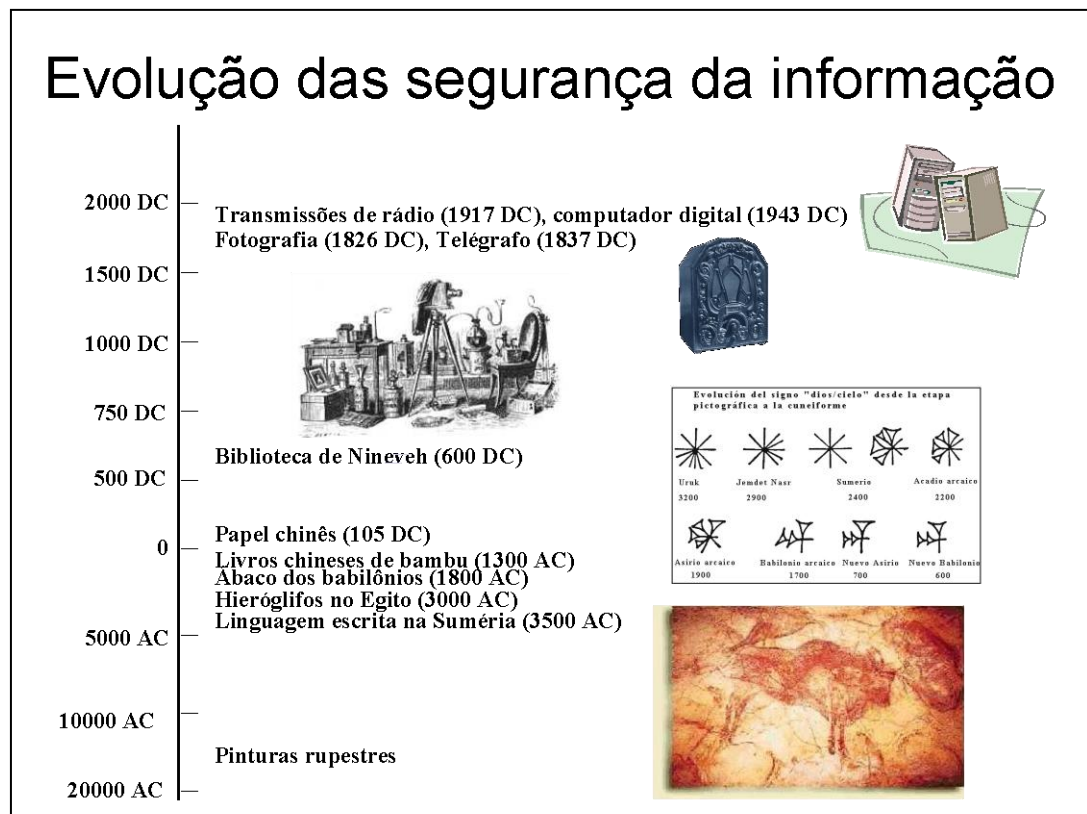 Evolução das segurança da informação
2000 DC
Transmissões de rádio (1917 DC), computador digital (1943 DC)
Fotografia (1826 DC), Telégrafo (1837 DC)
1500 DC
1000 DC
750 DC
Biblioteca de Nineveh (600 DC)
500 DC
Papel chinês (105 DC)
0
Livros chineses de bambu (1300 AC)
Abaco dos babilônios (1800 AC)
Hieróglifos no Egito (3000 AC)
Linguagem escrita na Suméria (3500 AC)
5000 AC
10000 AC
Pinturas rupestres
20000 AC
Evolución del signo "dios/cielo" desde la etapa
pictográfica a la cuneiforme
Uruk Jemdet Nasr Sumerio Acadio arcaico
3200 2900 2400 2200
Asirio arcaico Babilonio arcaico Nuevo Asirio Nuevo Babilonio
1900 1700 700 600